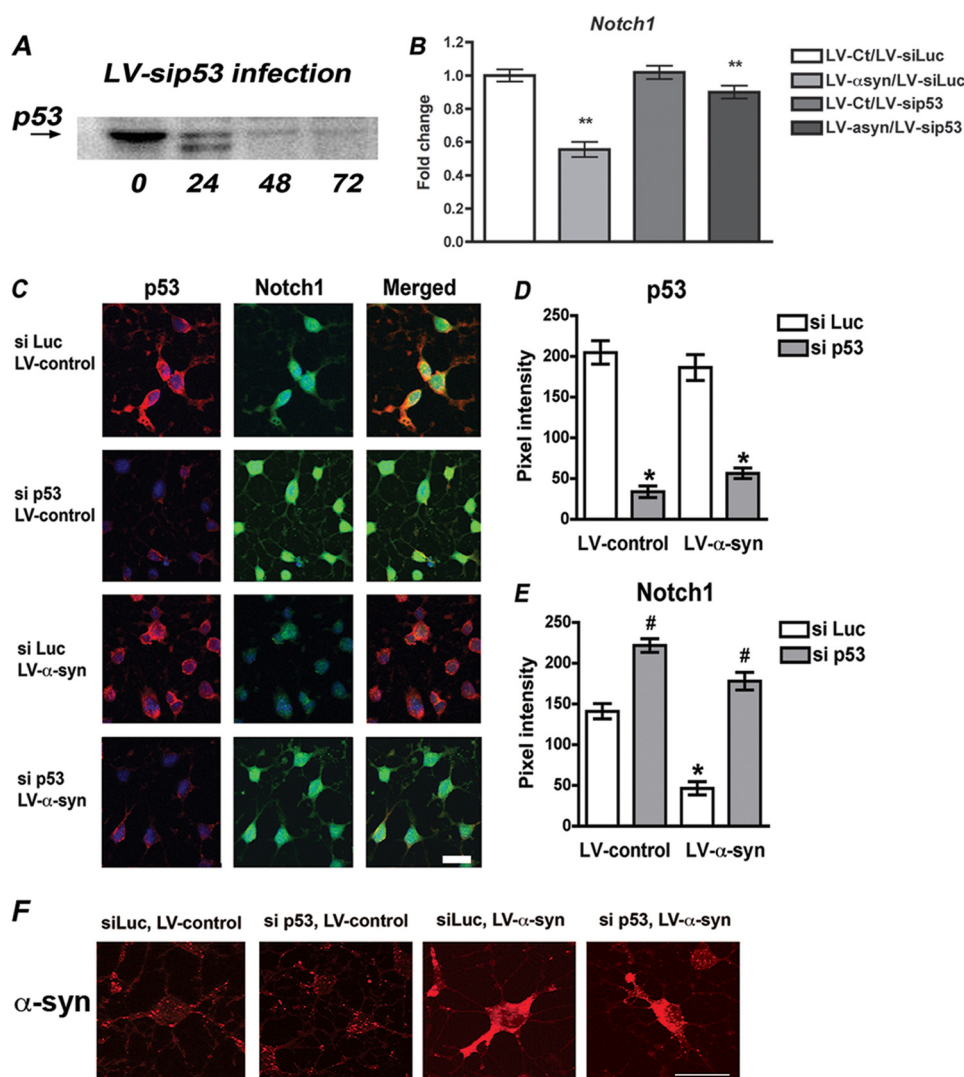 A
LV-sip53 infection
p53
0 24 48 72
B
Notch1
Fold change
1.2
1.0
0.8
0.6
0.4
0.2
0.0
**
**
LV-Ct/LV-siLuc
LV-αsyn/LV-siLuc
LV-Ct/LV-sip53
LV-asyn/LV-sip53
C
p53 Notch1 Merged
si Luc
LV-control
si p53
LV-control
si Luc
LV-α-syn
si p53
LV-α-syn
D
p53
Pixel intensity
250
200
150
100
50
0
*
*
LV-control LV-α-syn
si Luc
si p53
E
Notch1
Pixel intensity
250
200
150
100
50
0
#
*
#
LV-control LV-α-syn
si Luc
si p53
F
siLuc, LV-control si p53, LV-control siLuc, LV-α-syn si p53, LV-α-syn
α-syn